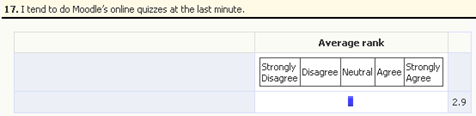 17. I tend to do Moodle's online quizzes at the last minute.
Average rank
Strongly Disagree Disagree Neutral Agree Strongly Agree
2.9